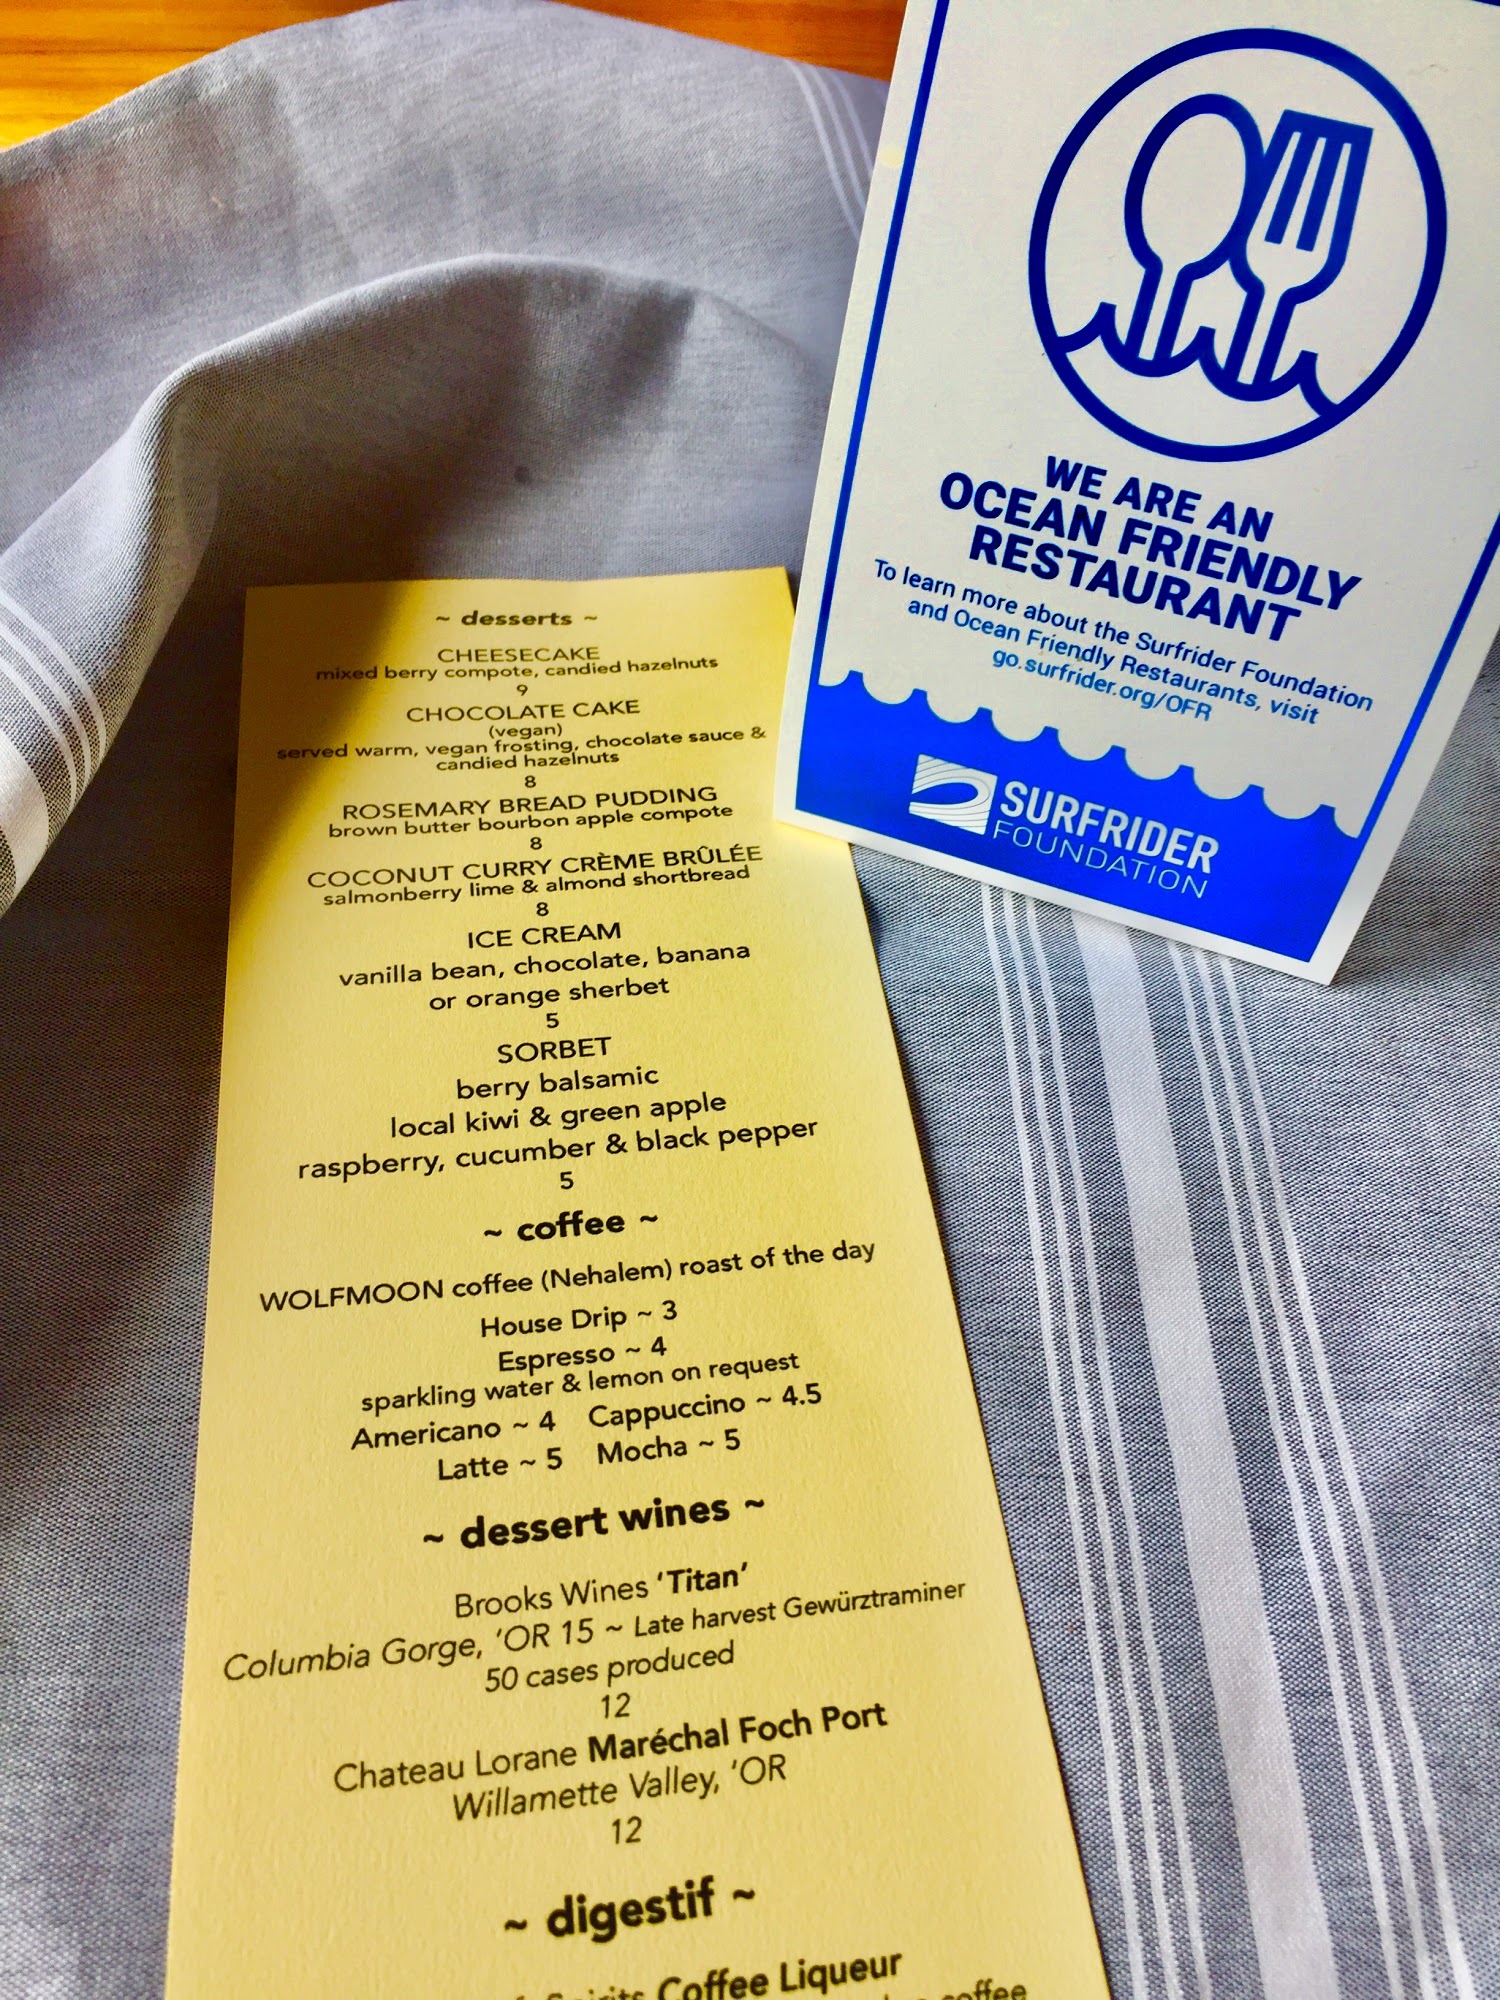 WE ARE AN
OCEAN FRIENDLY
RESTAURANT
To learn more about the Surfrider Foundation
and Ocean Friendly Restaurants, visit
go.surfrider.org/OFR
SURFRIDER
FOUNDATION
~ desserts ~
CHEESECAKE
mixed berry compote, candied hazelnuts
9
CHOCOLATE CAKE
(vegan)
served warm, vegan frosting, chocolate sauce &
candied hazelnuts
8
ROSEMARY BREAD PUDDING
brown butter bourbon apple compote
8
COCONUT CURRY CRÈME BRÛLÉE
salmonberry lime & almond shortbread
8
ICE CREAM
vanilla bean, chocolate, banana
or orange sherbet
5
SORBET
berry balsamic
local kiwi & green apple
raspberry, cucumber & black pepper
5
~ coffee ~
WOLFMOON coffee (Nehalem) roast of the day
House Drip ~ 3
Espresso ~ 4
sparkling water & lemon on request
Americano ~ 4 Cappuccino ~ 4.5
Latte ~ 5 Mocha ~ 5
~ dessert wines ~
Brooks Wines ‘Titan’
Columbia Gorge, ‘OR 15 ~ Late harvest Gewürztraminer
50 cases produced
12
Chateau Lorane Maréchal Foch Port
Willamette Valley, ‘OR
12
~ digestif ~
Spirits Coffee Liqueur
coffee